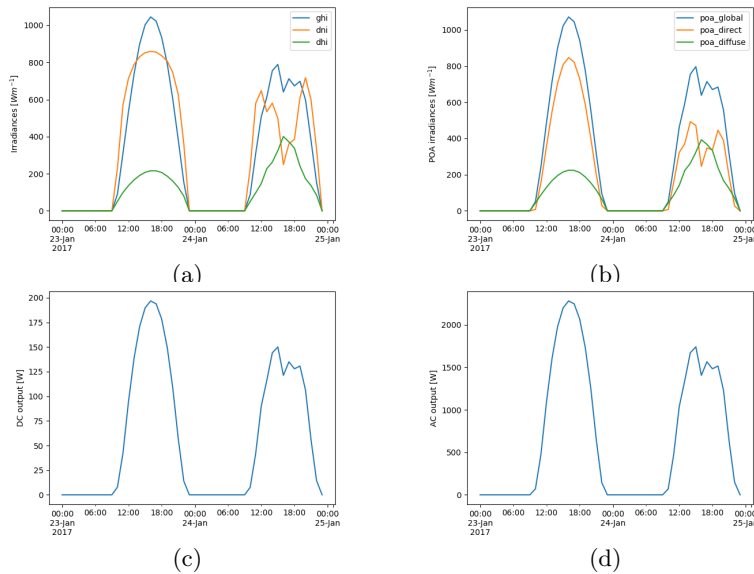 1000
800
600
400
200
0
Irradiances [Wm⁻¹]
ghi
dni
dhi
00:00 06:00 12:00 18:00 00:00 06:00 12:00 18:00 00:00
23-Jan 24-Jan 25-Jan
2017
(a)
1000
800
600
400
200
0
POA irradiances [Wm⁻¹]
poa_global
poa_direct
poa_diffuse
00:00 06:00 12:00 18:00 00:00 06:00 12:00 18:00 00:00
23-Jan 24-Jan 25-Jan
2017
(b)
200
175
150
125
100
75
50
25
0
DC output [W]
00:00 06:00 12:00 18:00 00:00 06:00 12:00 18:00 00:00
23-Jan 24-Jan 25-Jan
2017
(c)
2000
1500
1000
500
0
AC output [W]
00:00 06:00 12:00 18:00 00:00 06:00 12:00 18:00 00:00
23-Jan 24-Jan 25-Jan
2017
(d)